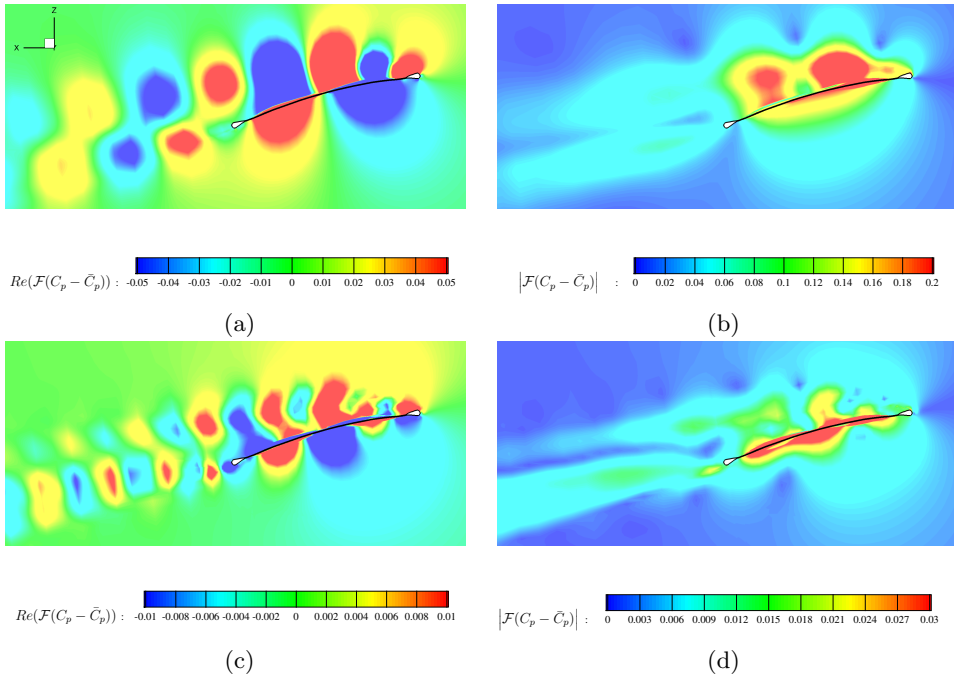 z
x
Re(ℱ(C_p − C̄_p)) : -0.05 -0.04 -0.03 -0.02 -0.01 0 0.01 0.02 0.03 0.04 0.05
|ℱ(C_p − C̄_p)| : 0 0.02 0.04 0.06 0.08 0.1 0.12 0.14 0.16 0.18 0.2
(a)
(b)
Re(ℱ(C_p − C̄_p)) : -0.01 -0.008 -0.006 -0.004 -0.002 0 0.002 0.004 0.006 0.008 0.01
|ℱ(C_p − C̄_p)| : 0 0.003 0.006 0.009 0.012 0.015 0.018 0.021 0.024 0.027 0.03
(c)
(d)